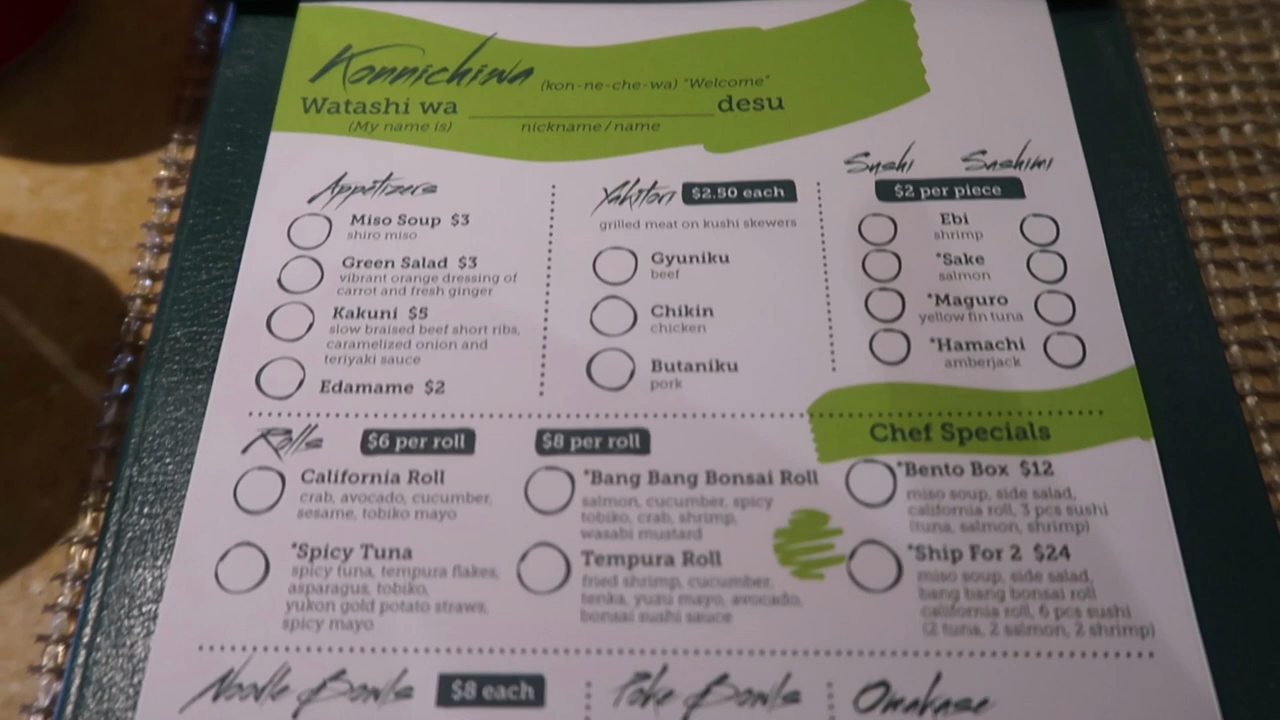 Konnichiwa (kon-ne-che-wa) "Welcome"
Watashi wa ____________ desu
(My name is) nickname/name
Appetizers
Miso Soup $3
shiro miso
Green Salad $3
vibrant orange dressing of
carrot and fresh ginger
Kakuni $5
slow braised beef short ribs,
caramelized onion and
teriyaki sauce
Edamame $2
Yakitori $2.50 each
grilled meat on kushi skewers
Gyuniku
beef
Chikin
chicken
Butaniku
pork
Sushi Sashimi
$2 per piece
Ebi
shrimp
*Sake
salmon
*Maguro
yellow fin tuna
*Hamachi
amberjack
Rolls $6 per roll
California Roll
crab, avocado, cucumber,
sesame, tobiko mayo
*Spicy Tuna
spicy tuna, tempura flakes,
asparagus, tobiko,
yukon gold potato straws,
spicy mayo
$8 per roll
*Bang Bang Bonsai Roll
salmon, cucumber, spicy
tobiko, crab, shrimp,
wasabi mustard
Tempura Roll
fried shrimp, cucumber,
tenka, yuzu mayo, avocado,
bonsai sushi sauce
Chef Specials
*Bento Box $12
miso soup, side salad,
california roll, 3 pcs sushi
(tuna, salmon, shrimp)
*Ship For 2 $24
miso soup, side salad,
bang bang bonsai roll
california roll, 6 pcs sushi
(2 tuna, 2 salmon, 2 shrimp)
Noodle Bowls $8 each
Poke Bowls
Omakase